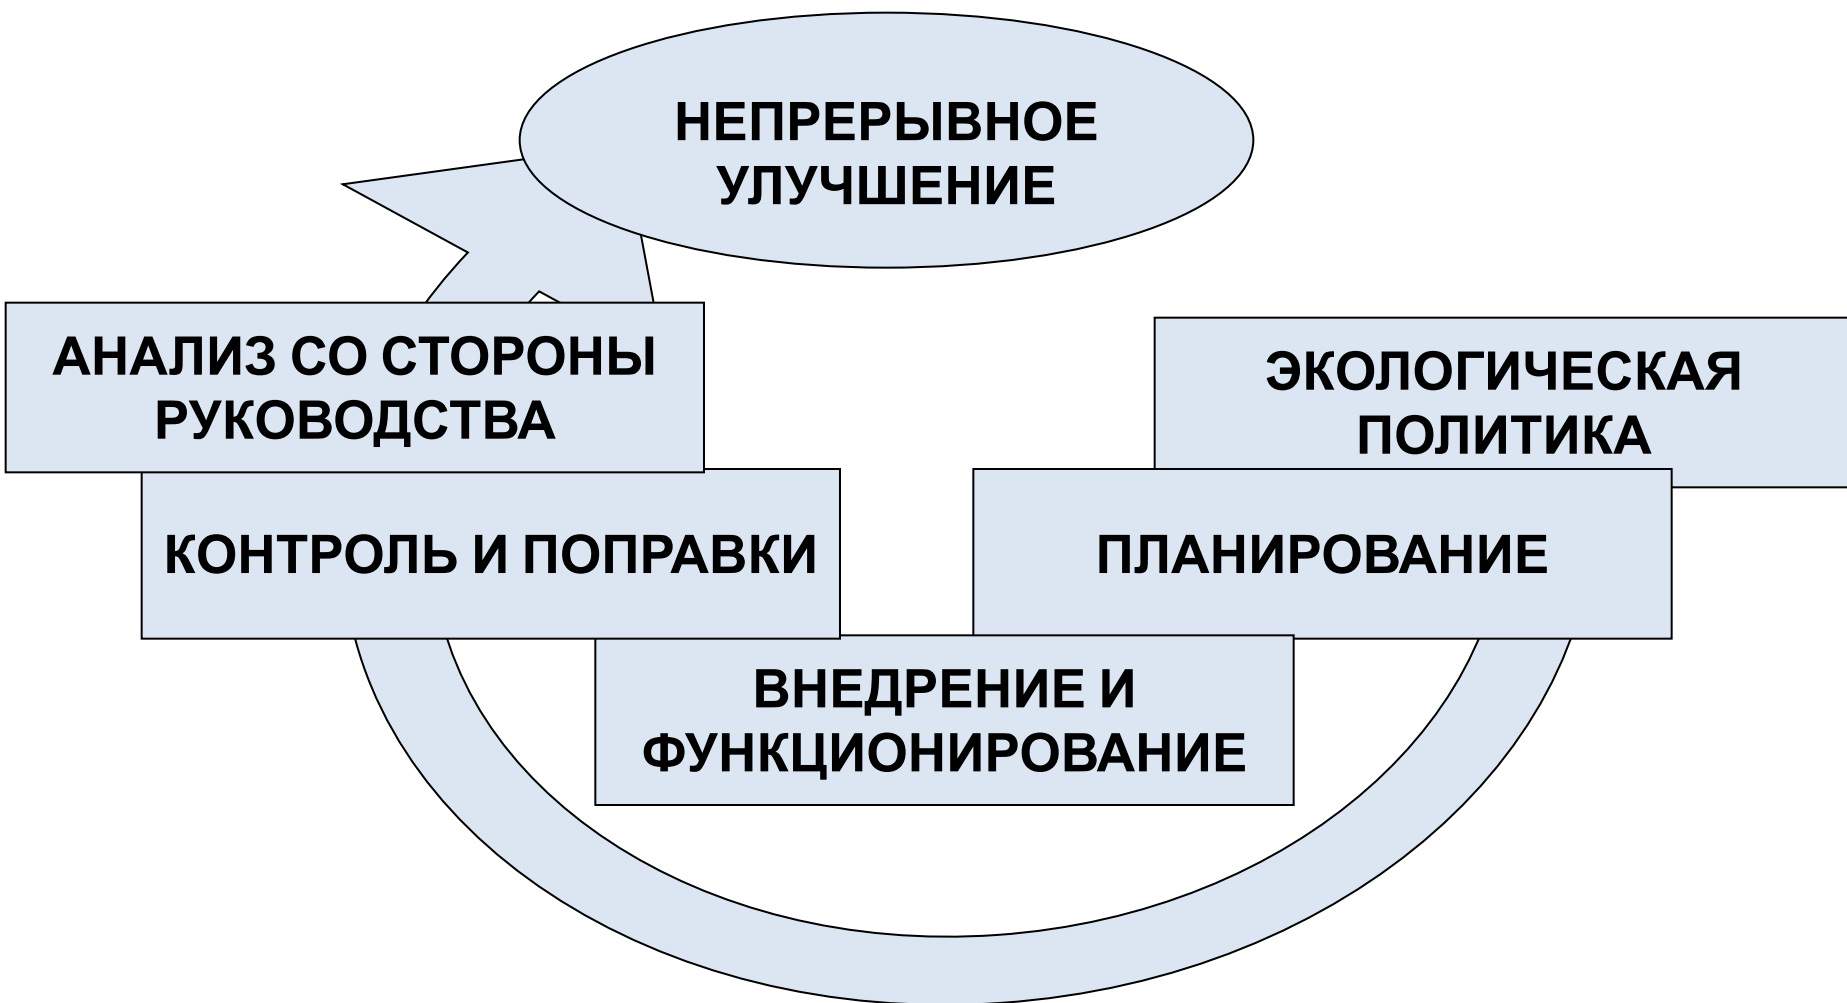 НЕПРЕРЫВНОЕ
УЛУЧШЕНИЕ
АНАЛИЗ СО СТОРОНЫ
РУКОВОДСТВА
ЭКОЛОГИЧЕСКАЯ
ПОЛИТИКА
КОНТРОЛЬ И ПОПРАВКИ
ПЛАНИРОВАНИЕ
ВНЕДРЕНИЕ И
ФУНКЦИОНИРОВАНИЕ